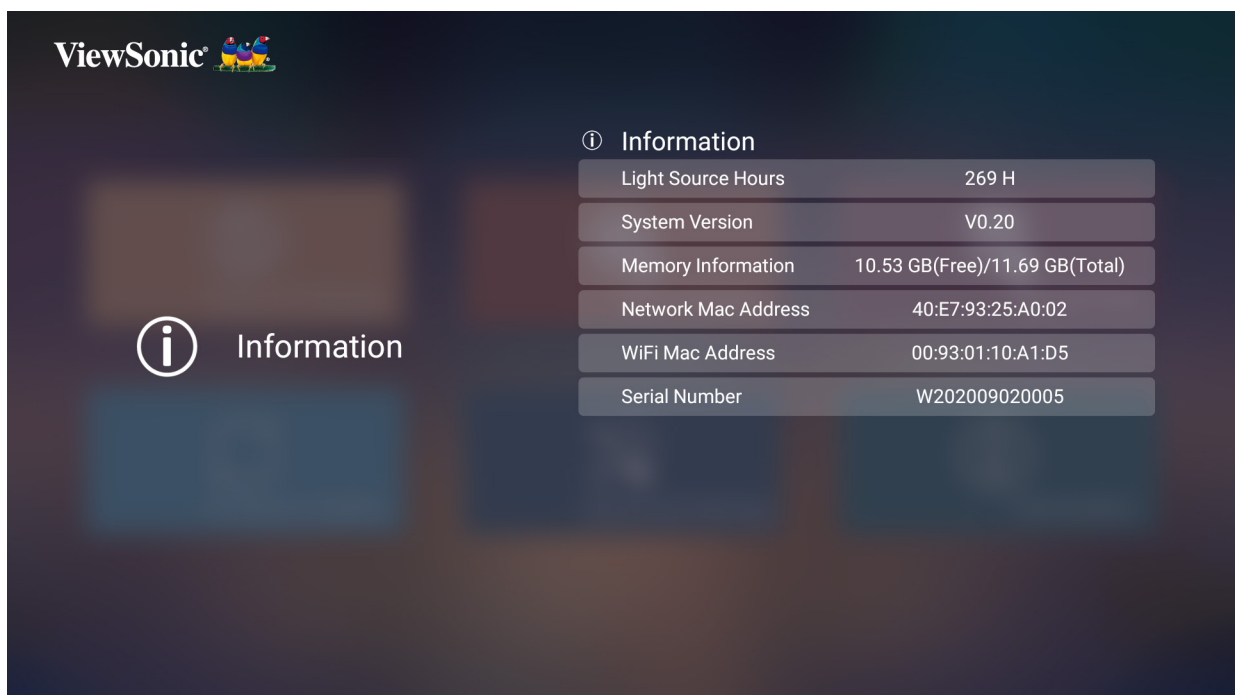 ViewSonic®
Information
Information
Light Source Hours 269 H
System Version V0.20
Memory Information 10.53 GB(Free)/11.69 GB(Total)
Network Mac Address 40:E7:93:25:A0:02
WiFi Mac Address 00:93:01:10:A1:D5
Serial Number W202009020005